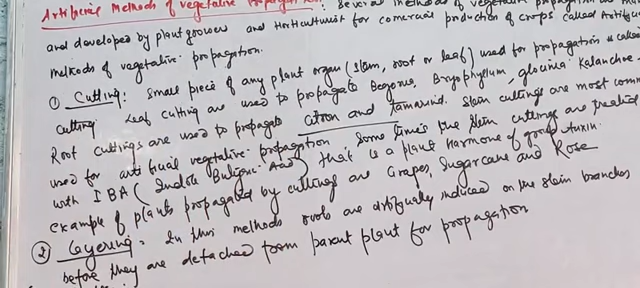 Artificial Methods of vegetative Propagation: Several methods of vegetative propagation are
and developed by plant growers and Horticulturist for comercial production of crops called
melkods of vegetative propagation.
① Cutting: Small piece of any plant organ (stem, root or leaf) used for propagation is called
cutting Leaf cutting are used to propagate Begonia, Bryophyllum, glocinia Kalanchoe.
Root cuttings are used to propagate citron and Tamarind. Stem cuttings are most
used for artificial vegetative propagation Some times the stem cuttings are treated
with IBA (Indole Butyric Acid) that is a plant Harmone of group Auxin.
example of plants propagated by cuttings are Grapes, Sugarcane and Rose
② Layering: In this methods roots are artificially induced on the stem branches
before they are detached form parent plant for propagation